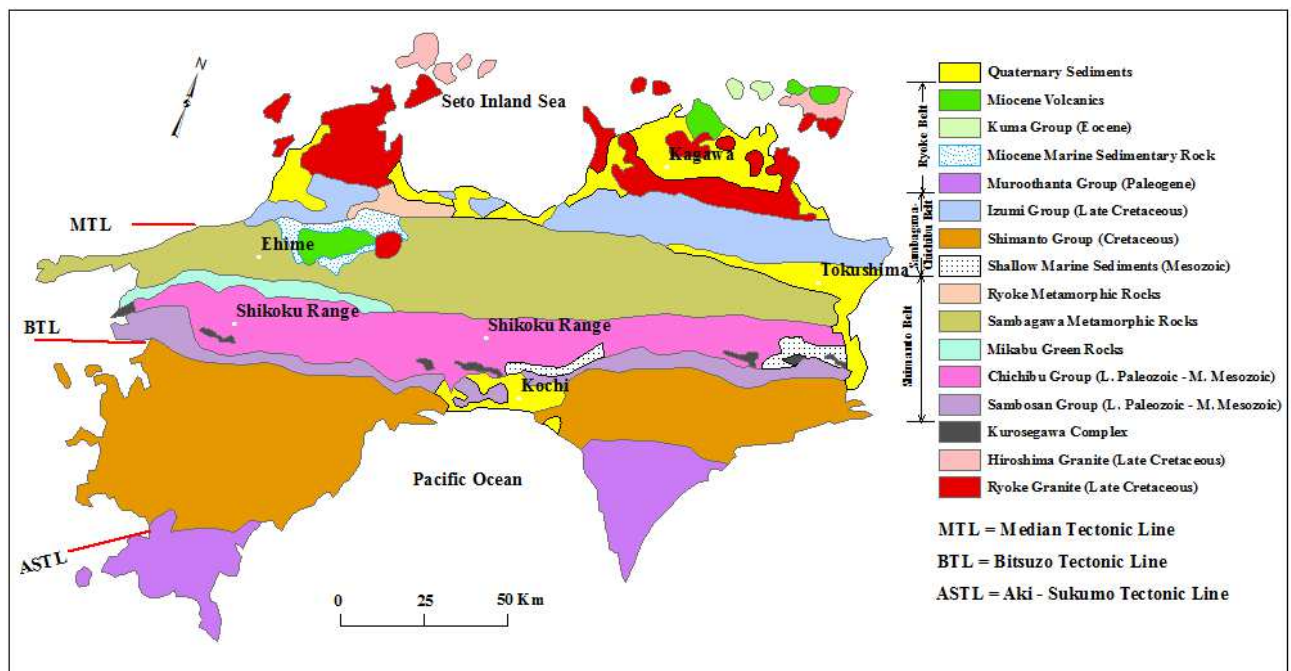 N
Seto Inland Sea
Kagawa
MTL
Ehime
Tokushima
Shikoku Range
Shikoku Range
BTL
Kochi
Pacific Ocean
ASTL
0 25 50 Km
Ryoke Belt
Sambagawa-
Chichibu Belt
Shimanto Belt
Quaternary Sediments
Miocene Volcanics
Kuma Group (Eocene)
Miocene Marine Sedimentary Rock
Muroothanta Group (Paleogene)
Izumi Group (Late Cretaceous)
Shimanto Group (Cretaceous)
Shallow Marine Sediments (Mesozoic)
Ryoke Metamorphic Rocks
Sambagawa Metamorphic Rocks
Mikabu Green Rocks
Chichibu Group (L. Paleozoic - M. Mesozoic)
Sambosan Group (L. Paleozoic - M. Mesozoic)
Kurosegawa Complex
Hiroshima Granite (Late Cretaceous)
Ryoke Granite (Late Cretaceous)
MTL = Median Tectonic Line
BTL = Bitsuzo Tectonic Line
ASTL = Aki - Sukumo Tectonic Line